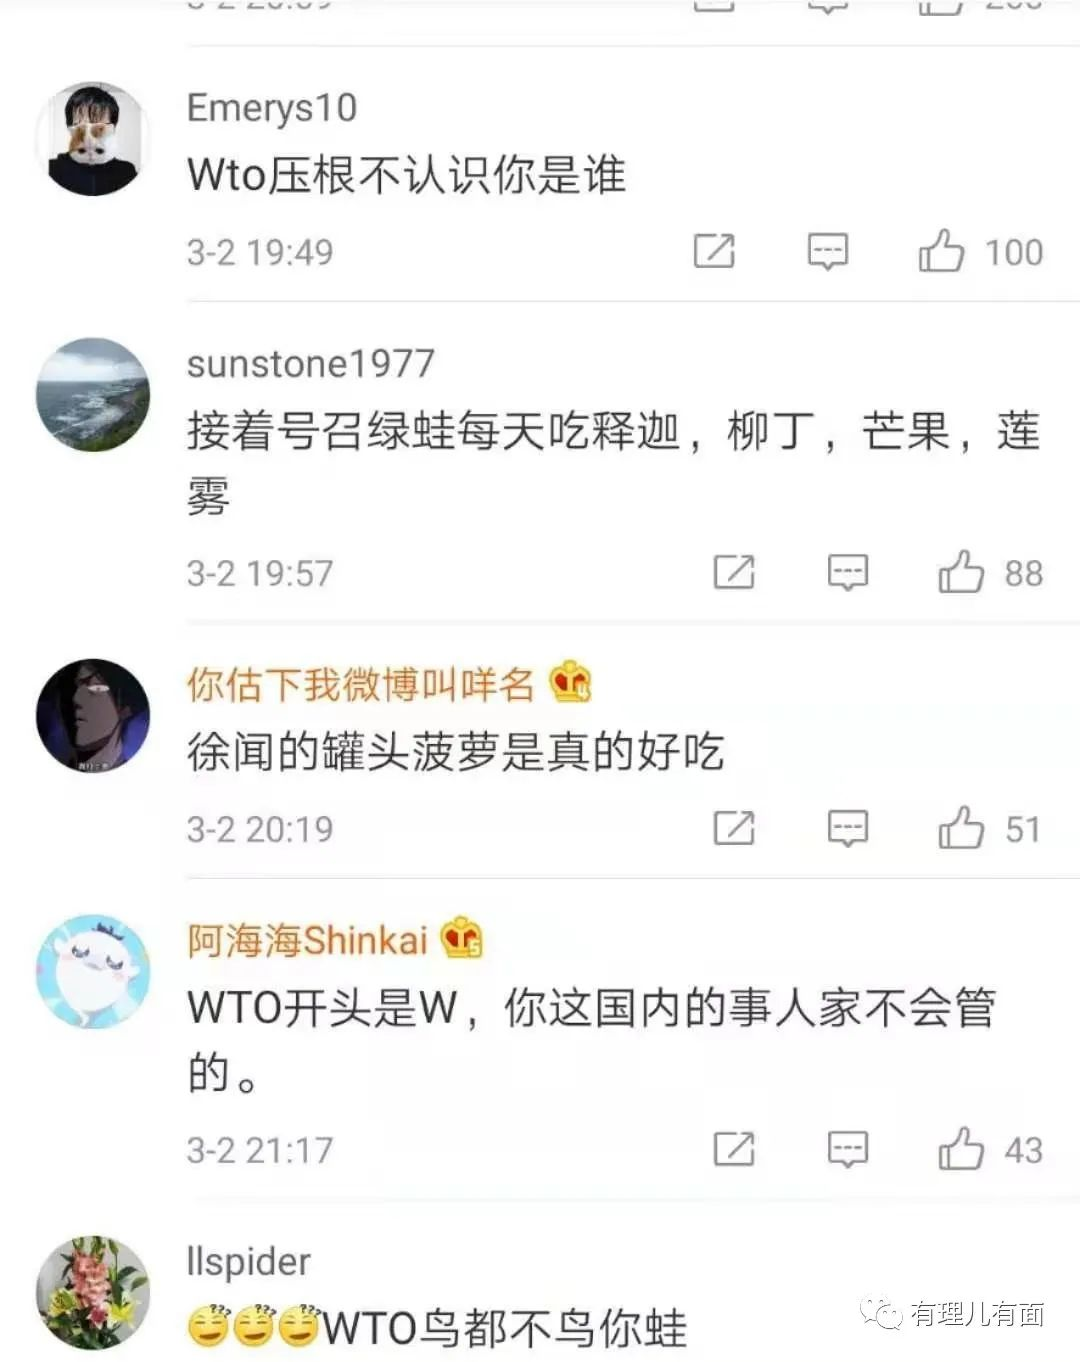 Emerys10
Wto压根不认识你是谁
3-2 19:49
100
sunstone1977
接着号召绿蛙每天吃释迦，柳丁，芒果，莲
雾
3-2 19:57
88
你估下我微博叫咩名
徐闻的罐头菠萝是真的好吃
3-2 20:19
51
阿海海Shinkai
WTO开头是W，你这国内的事人家不会管
的。
3-2 21:17
43
llspider
WTO鸟都不鸟你蛙
有理儿有面